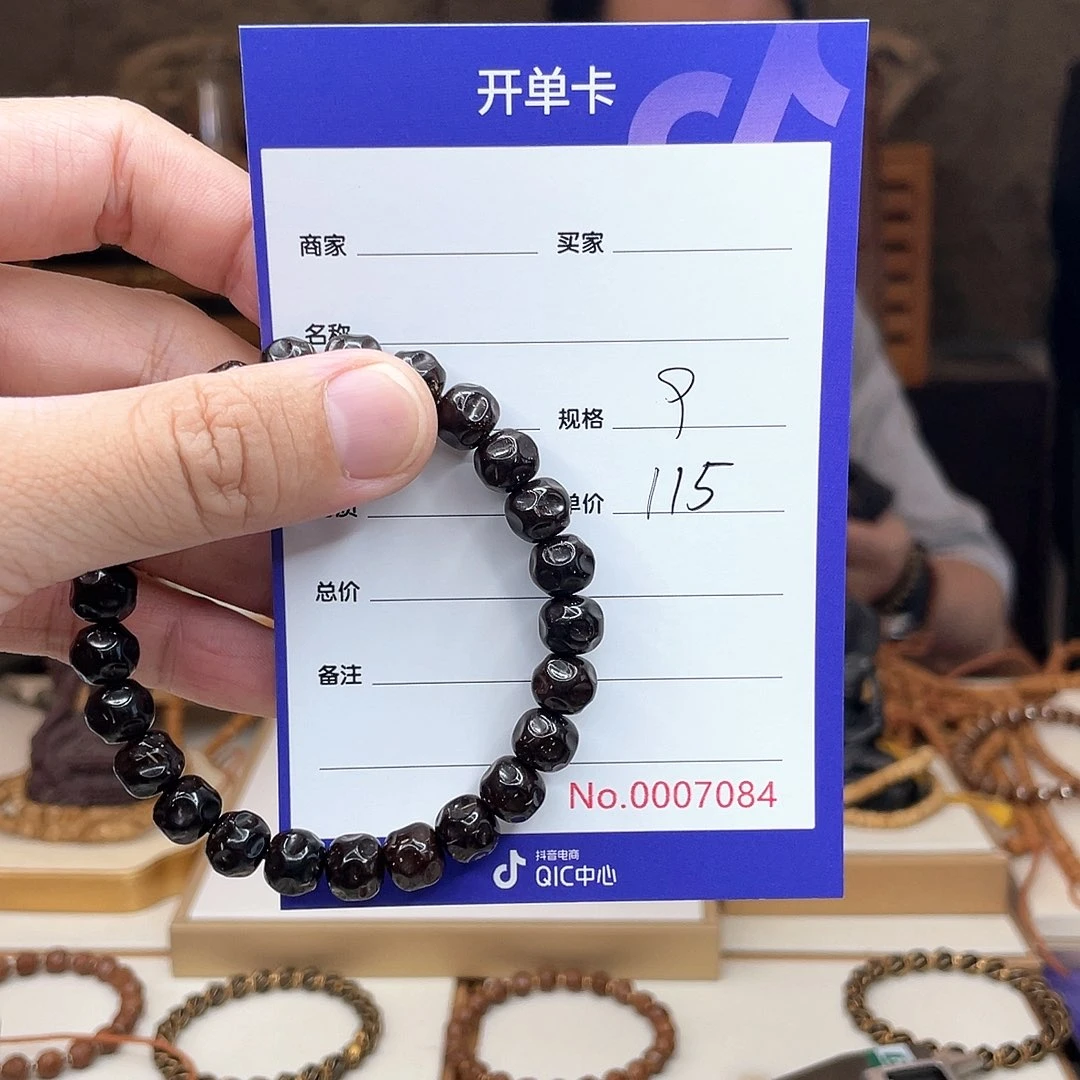 开单卡
商家 买家
名称
规格 9
单价 115
总价
备注
No.0007084
抖音电商
QIC中心